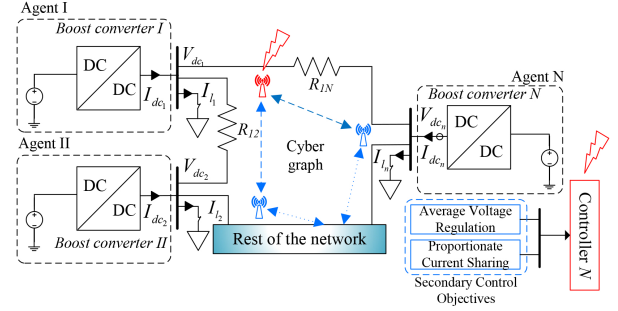 Agent I
Boost converter I
DC
DC
V_dc₁
I_dc₁
I_l₁
R_1N
R_12
Agent II
DC
DC
V_dc₂
I_dc₂
I_l₂
Boost converter II
Cyber
graph
Rest of the network
Agent N
Boost converter N
V_dcₙ
I_dcₙ
I_lₙ
DC
DC
Average Voltage
Regulation
Proportionate
Current Sharing
Secondary Control
Objectives
Controller N